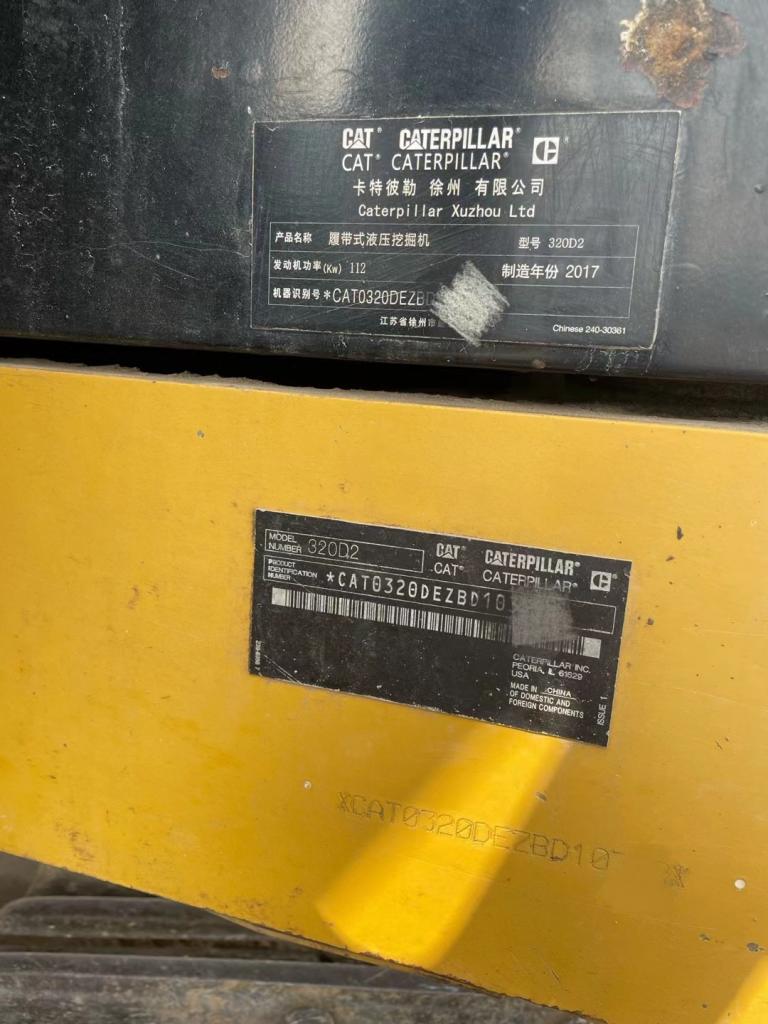 CAT® CATERPILLAR®
CAT® CATERPILLAR®
卡特彼勒 徐州 有限公司
Caterpillar Xuzhou Ltd
产品名称 履带式液压挖掘机 型号 320D2
发动机功率(Kw) 112 制造年份 2017
机器识别号 *CAT0320DEZB
江苏省徐州市
Chinese 240-30361
MODEL NUMBER 320D2
CAT® CATERPILLAR®
CAT® CATERPILLAR®
PRODUCT IDENTIFICATION NUMBER *CAT0320DEZBD10
CATERPILLAR INC.
PEORIA, IL 61629
USA
MADE IN CHINA
OF DOMESTIC AND
FOREIGN COMPONENTS
ISSUE 1
XCAT0320DEZBD10